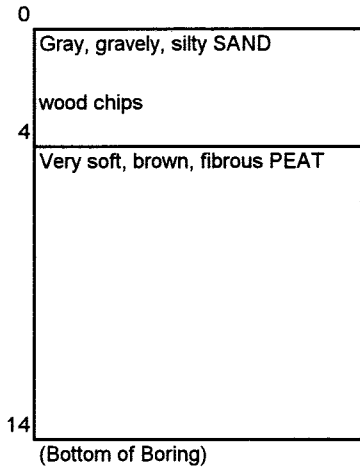 0
Gray, gravely, silty SAND
wood chips
4
Very soft, brown, fibrous PEAT
14
(Bottom of Boring)